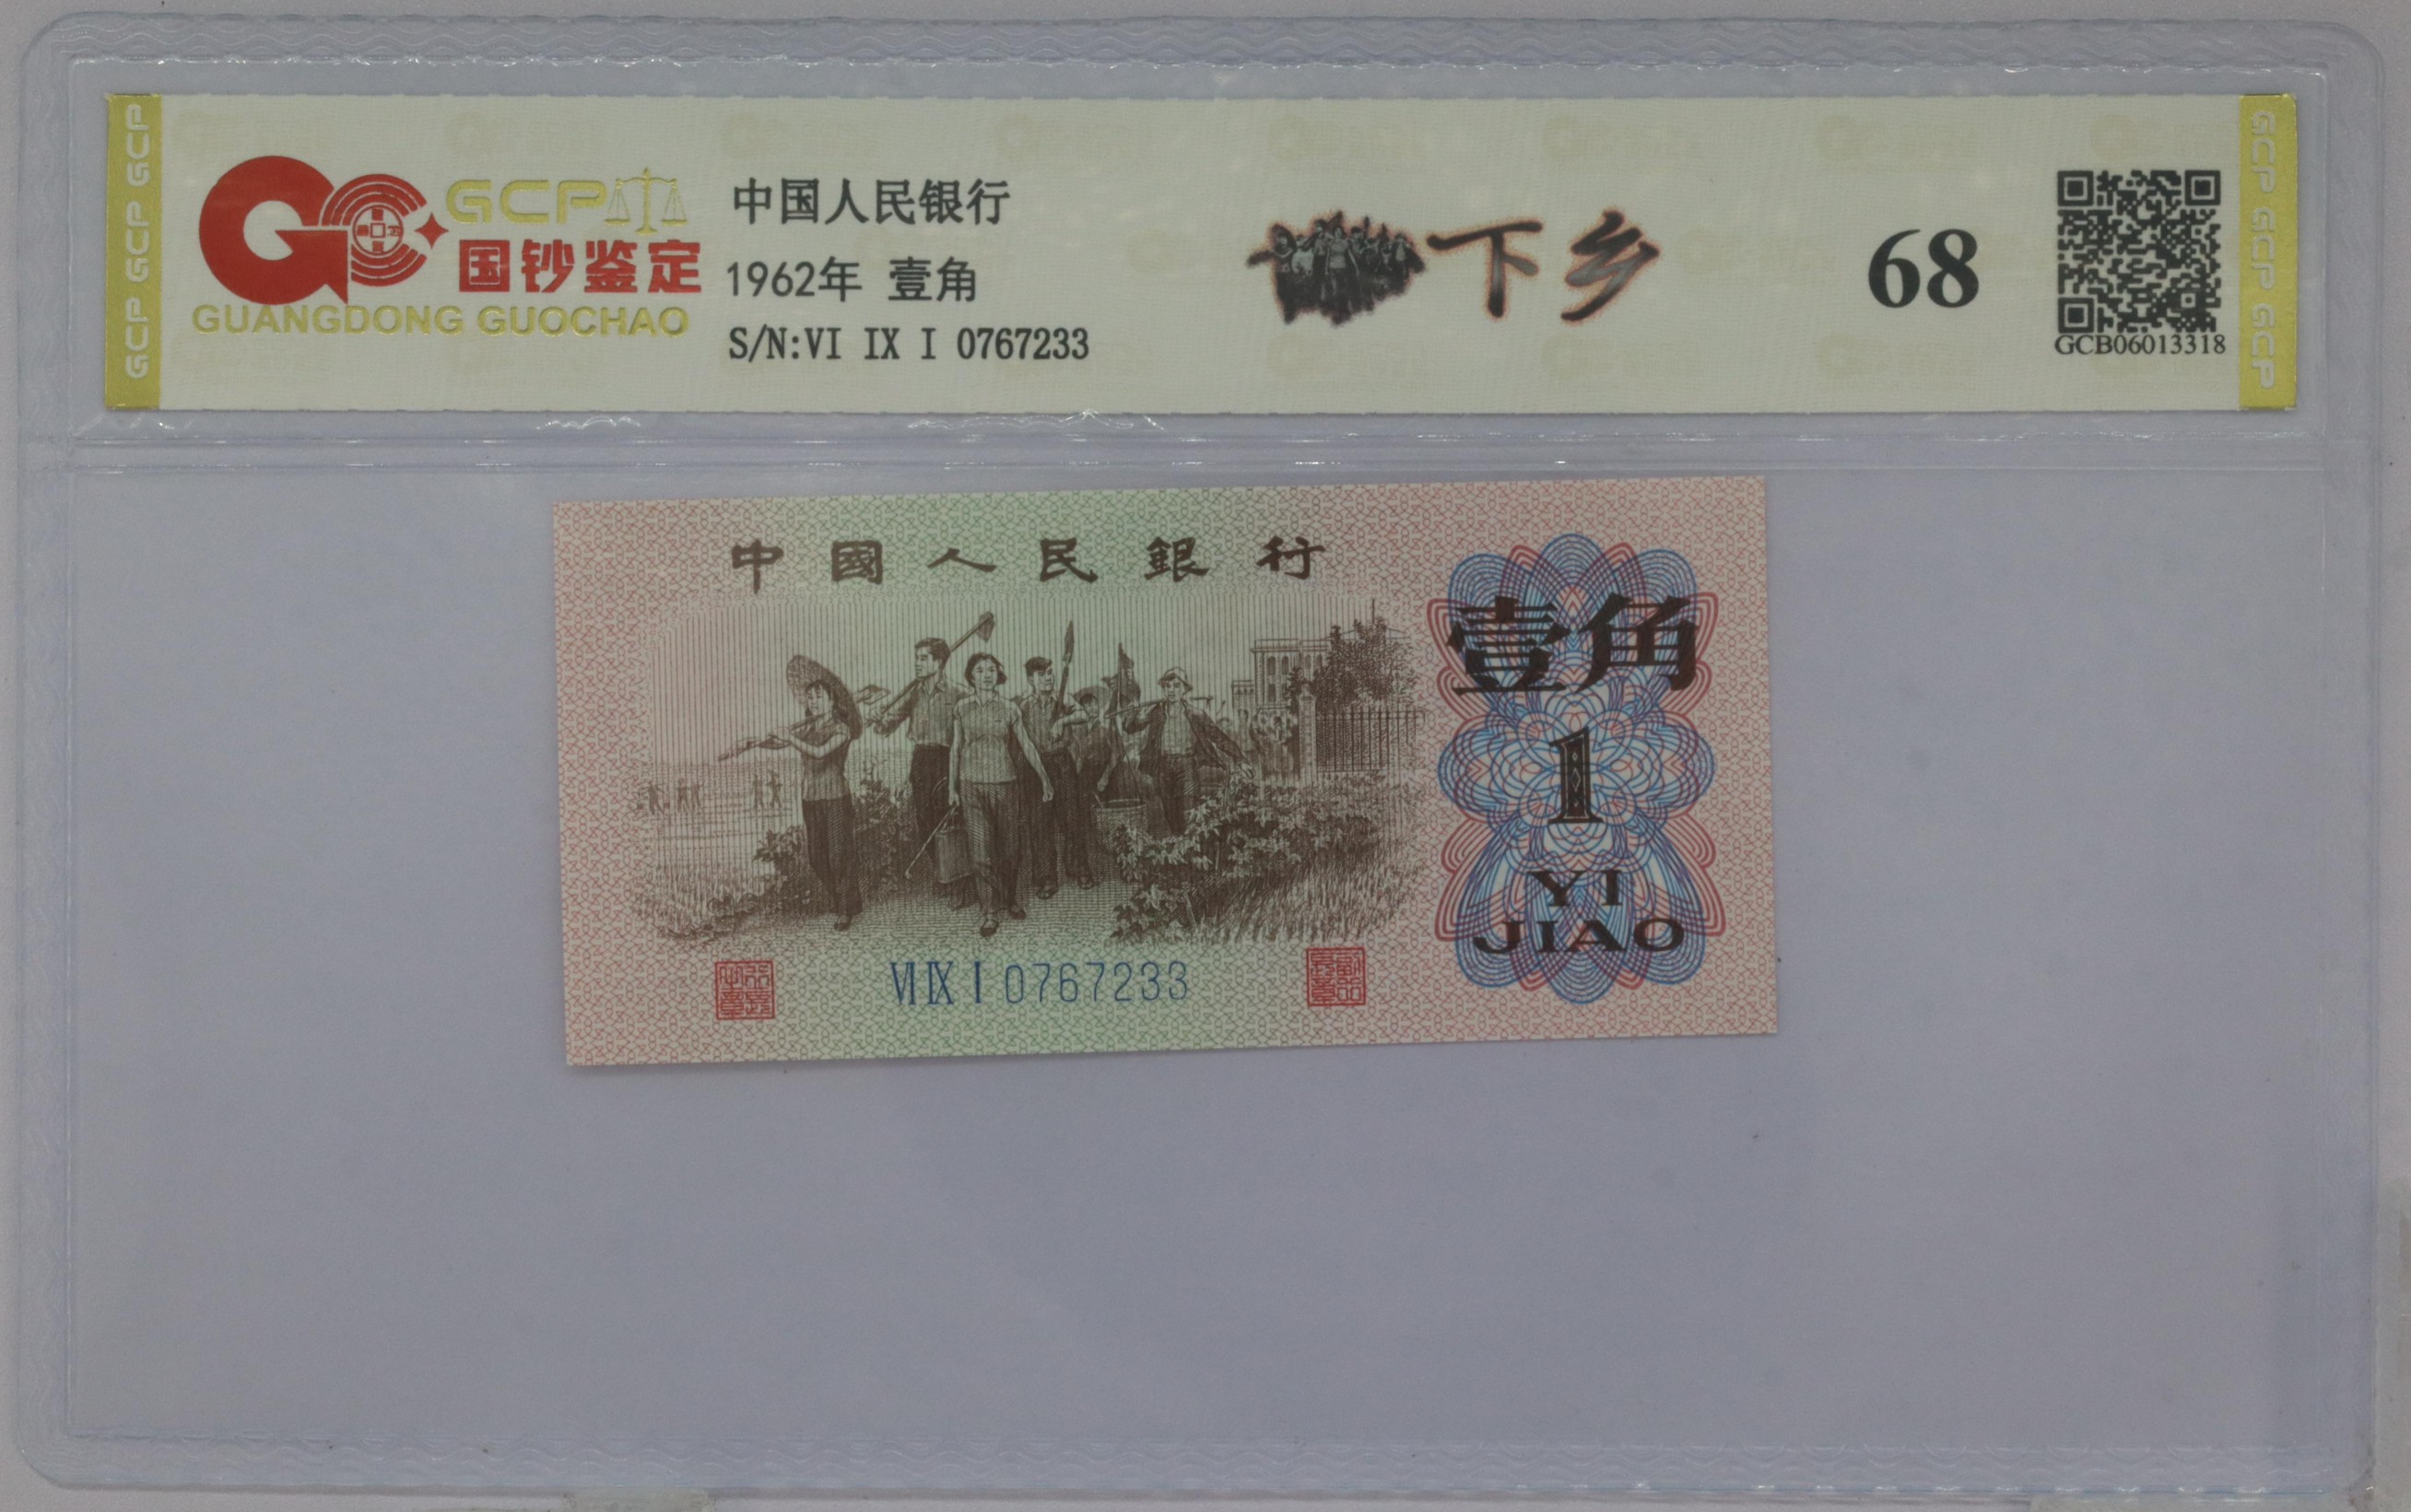 GCP GCP GCP
GCP
国钞鉴定
GUANGDONG GUOCHAO
中国人民银行
1962年 壹角
S/N:VI IX I 0767233
下乡
68
GCB06013318
GCP GCP GCP
中國人民銀行
壹角
1
YI
JIAO
VI IX I 0767233